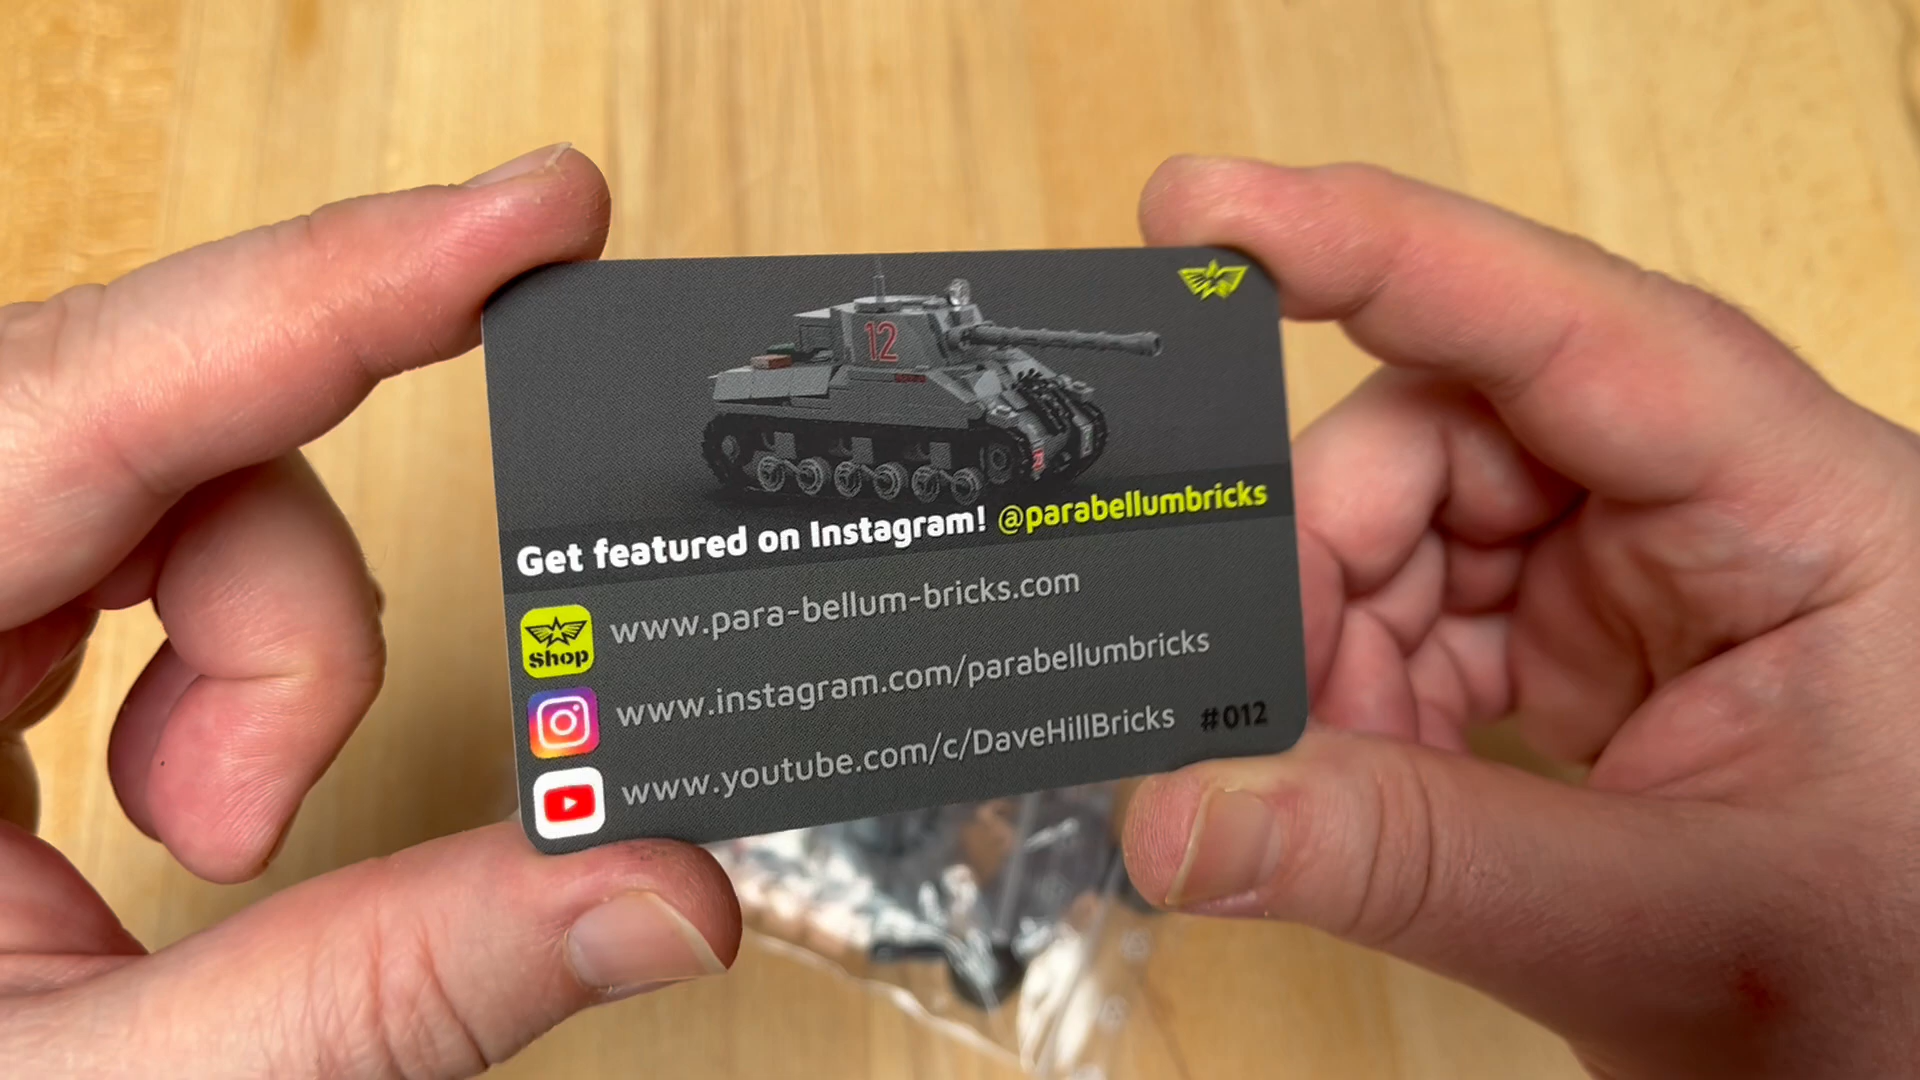 12
Get featured on Instagram! @parabellumbricks
Shop
www.para-bellum-bricks.com
www.instagram.com/parabellumbricks
www.youtube.com/c/DaveHillBricks
#012